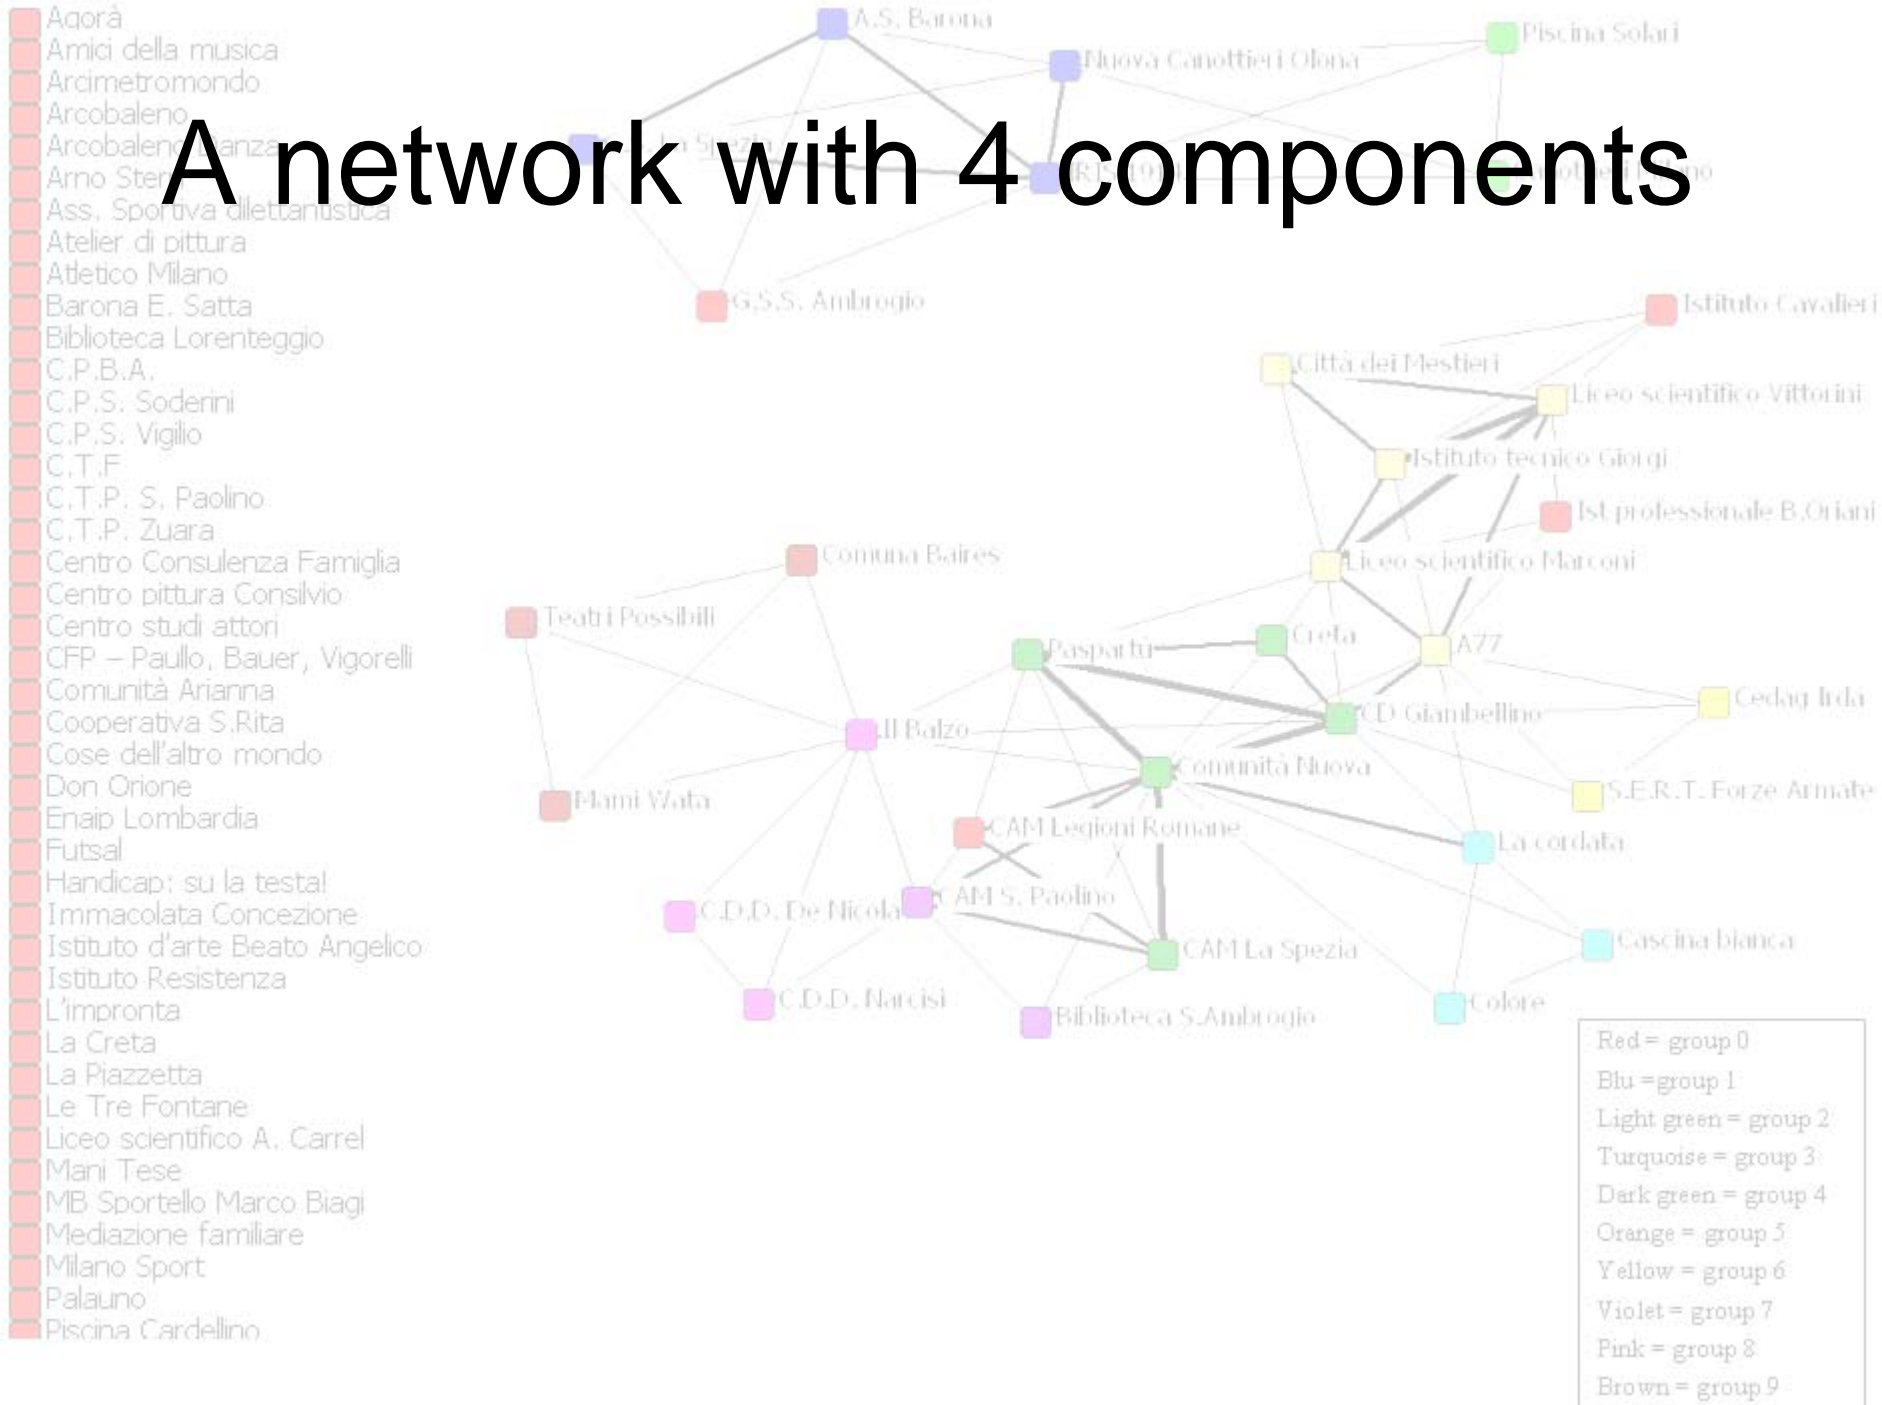 A network with 4 components
Agorà
Amici della musica
Arcimetromondo
Arcobaleno
Arcobaleno Danza
Arno Stern
Ass. Sportiva dilettantistica
Atelier di pittura
Atletico Milano
Barona E. Satta
Biblioteca Lorenteggio
C.P.B.A.
C.P.S. Soderini
C.P.S. Vigilio
C.T.F
C.T.P. S. Paolino
C.T.P. Zuara
Centro Consulenza Famiglia
Centro pittura Consilvio
Centro studi attori
CFP – Paullo, Bauer, Vigorelli
Comunità Arianna
Cooperativa S.Rita
Cose dell'altro mondo
Don Orione
Enaip Lombardia
Futsal
Handicap: su la testa!
Immacolata Concezione
Istituto d'arte Beato Angelico
Istituto Resistenza
L'impronta
La Creta
La Piazzetta
Le Tre Fontane
Liceo scientifico A. Carrel
Mani Tese
MB Sportello Marco Biagi
Mediazione familiare
Milano Sport
Palauno
Piscina Cardellino
A.S. Barona
Nuova Canottieri Olona
Piscina Solari
La Spezia
IRIS 1914
Milano
G.S.S. Ambrogio
Istituto Cavalieri
Città dei Mestieri
Liceo scientifico Vittorini
Istituto tecnico Giorgi
Ist professionale B.Oriani
Liceo scientifico Marconi
Comuna Baires
Teatri Possibili
Paspartù
Creta
A77
Cedag Irda
CD Giambellino
Il Balzo
Comunità Nuova
S.E.R.T. Forze Armate
Mami Wata
CAM Legioni Romane
La cordata
CAM S. Paolino
C.D.D. De Nicola
CAM La Spezia
Cascina bianca
C.D.D. Narcisi
Biblioteca S.Ambrogio
Colore
Red = group 0
Blu =group 1
Light green = group 2
Turquoise = group 3
Dark green = group 4
Orange = group 5
Yellow = group 6
Violet = group 7
Pink = group 8
Brown = group 9